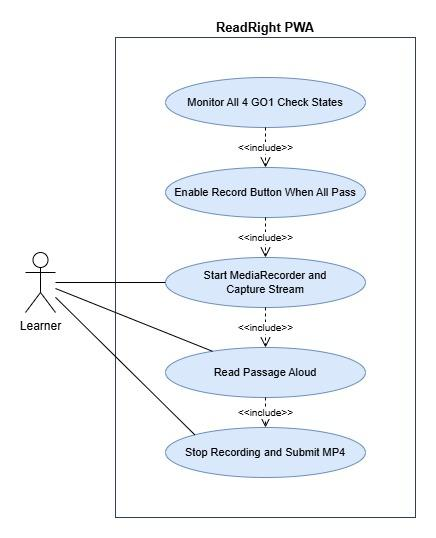 ReadRight PWA
Monitor All 4 GO1 Check States
<<include>>
Enable Record Button When All Pass
<<include>>
Start MediaRecorder and
Capture Stream
<<include>>
Learner
Read Passage Aloud
<<include>>
Stop Recording and Submit MP4